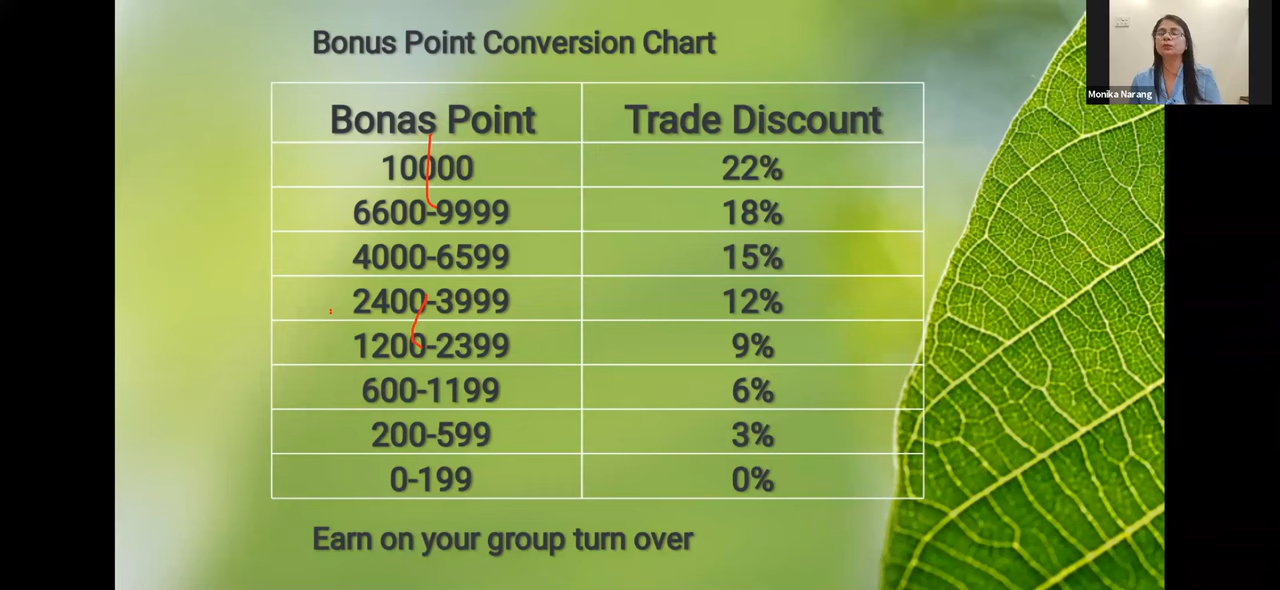 Bonus Point Conversion Chart
Monika Narang
Bonas Point Trade Discount
10000 22%
6600-9999 18%
4000-6599 15%
2400-3999 12%
1200-2399 9%
600-1199 6%
200-599 3%
0-199 0%
Earn on your group turn over